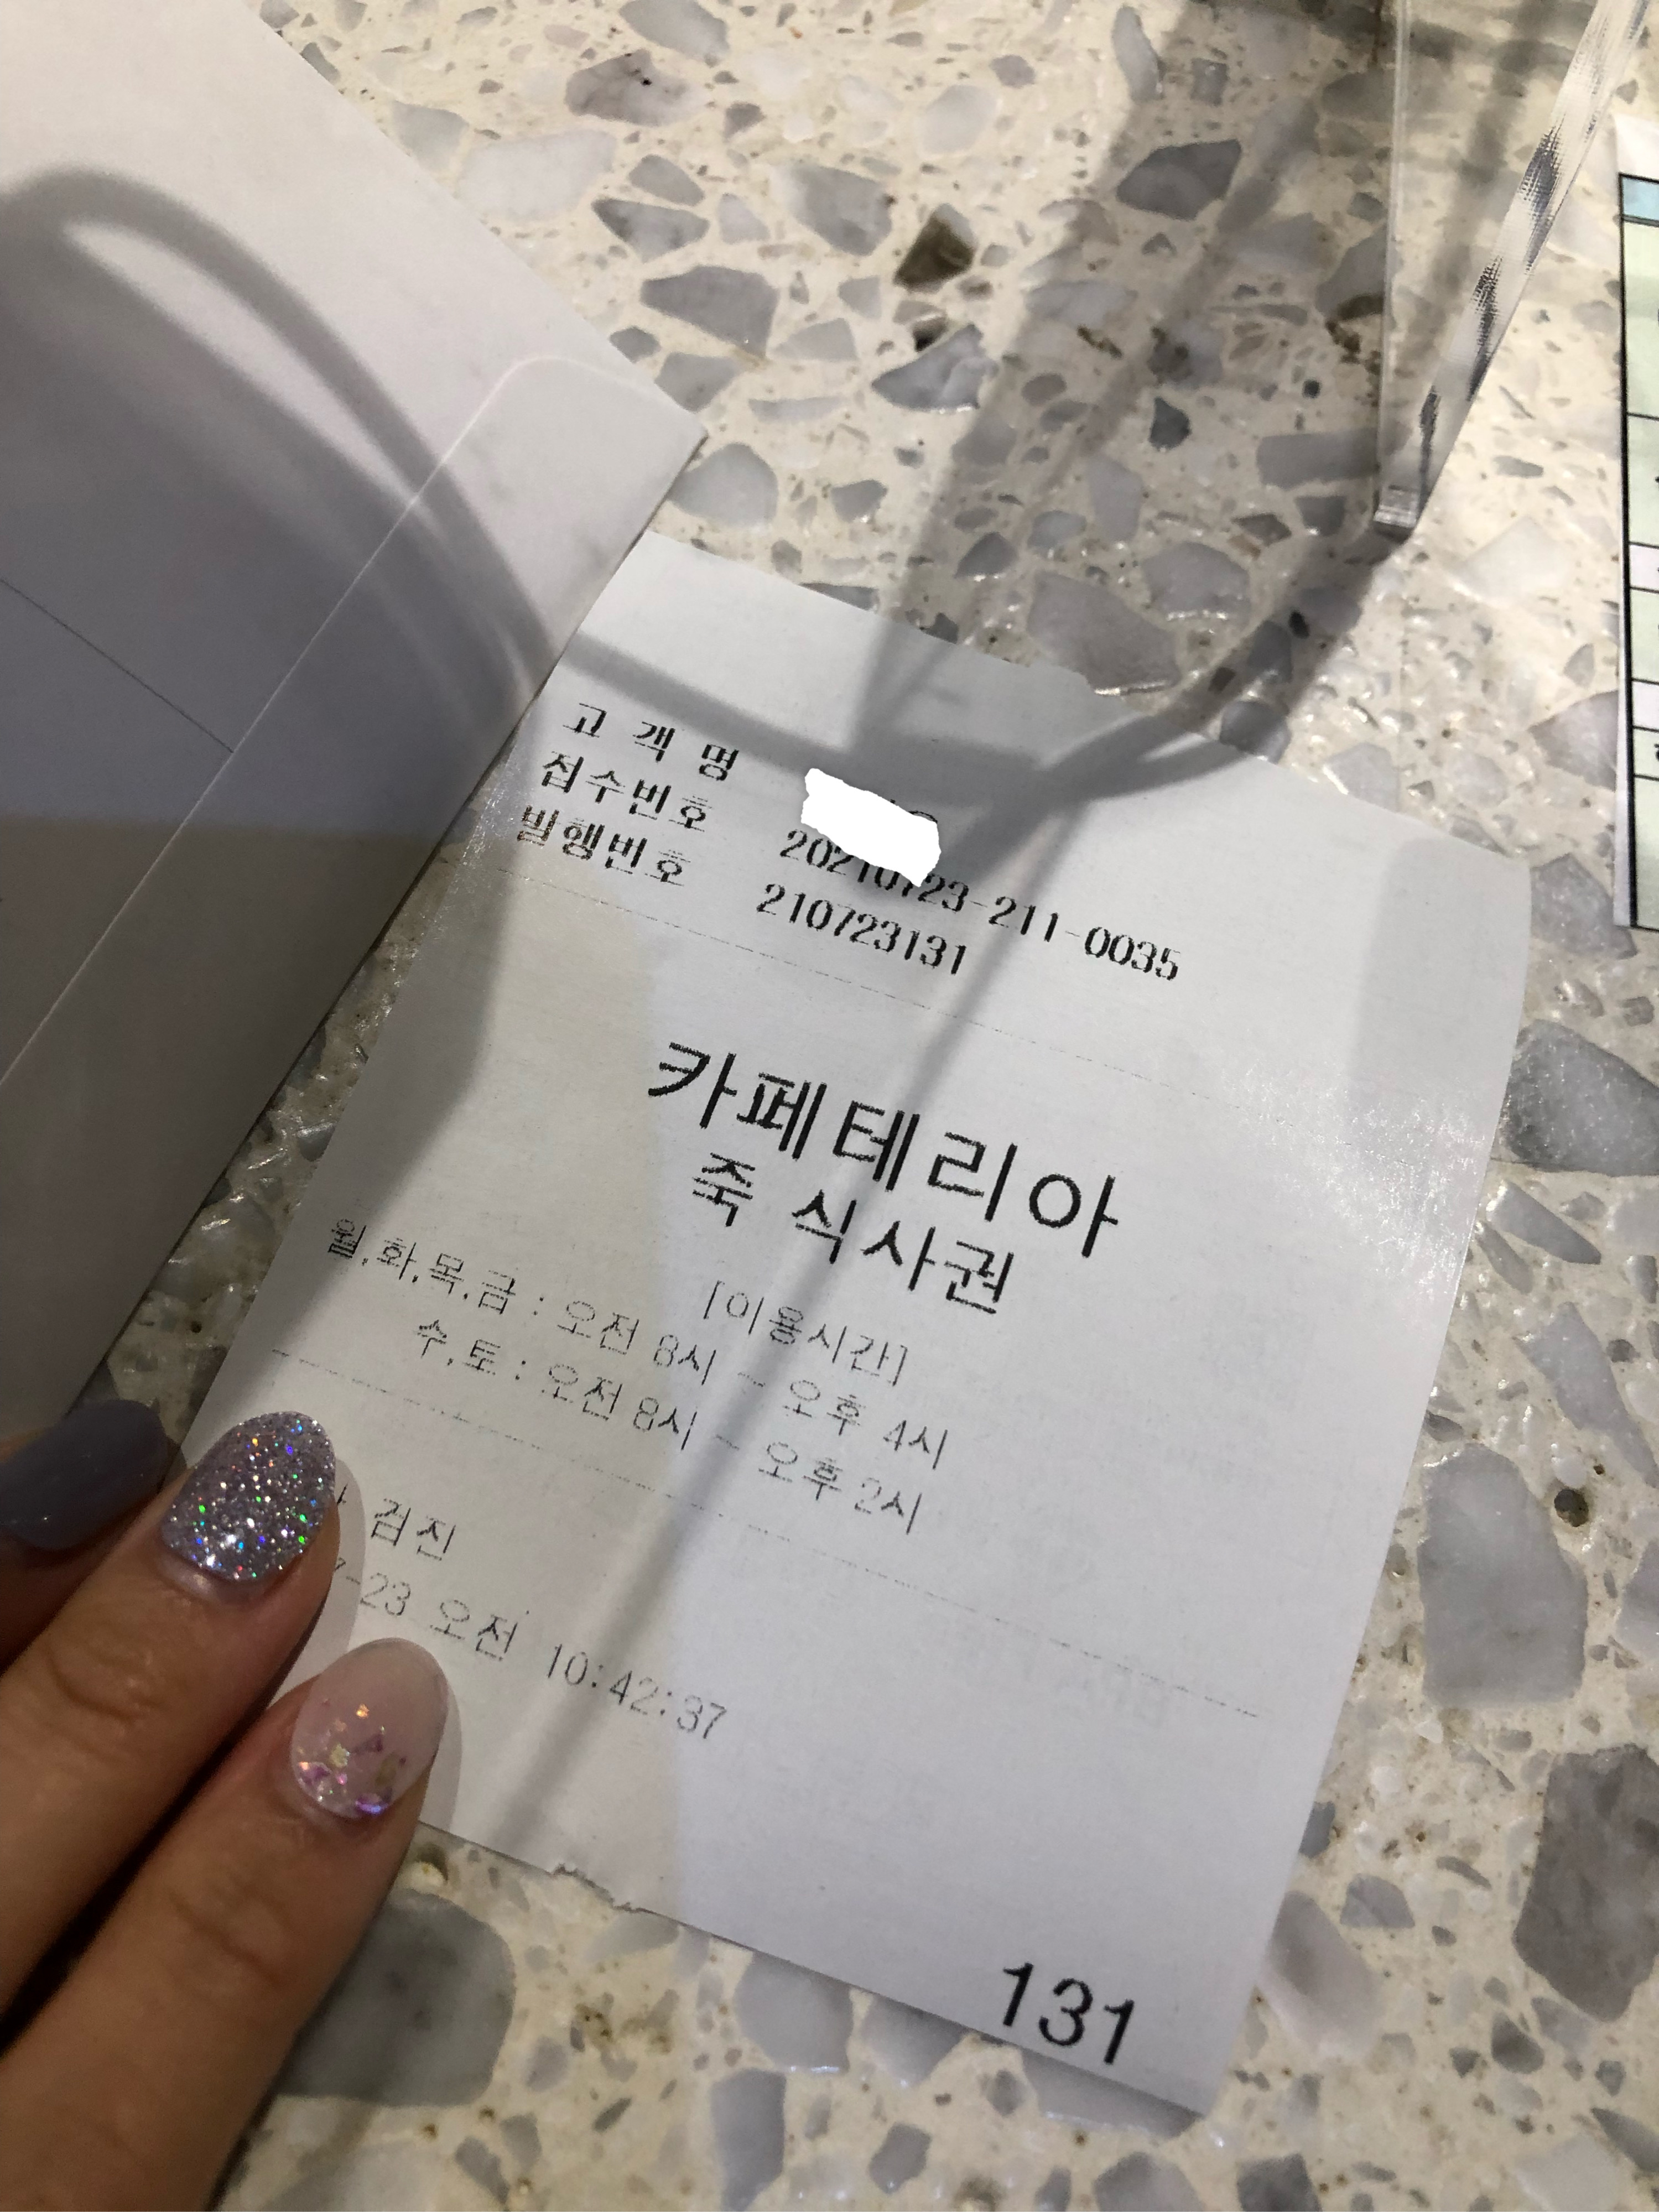 고 객 명
접수번호 20210723-211-0035
발행번호 210723131
카페테리아
죽 식사권
[이용시간]
월,화,목,금 : 오전 8시 ~ 오후 4시
수,토 : 오전 8시 ~ 오후 2시
검진
-23 오전 10:42:37
131